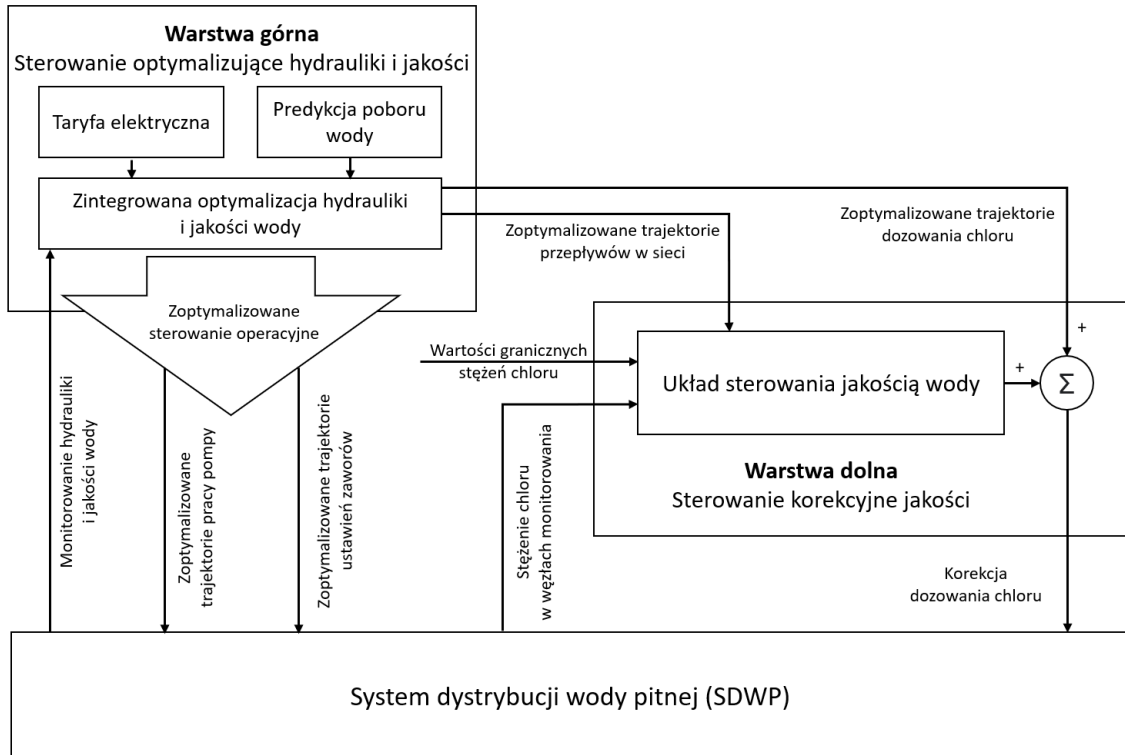 Warstwa górna
Sterowanie optymalizujące hydrauliki i jakości
Taryfa elektryczna
Predykcja poboru
wody
Zintegrowana optymalizacja hydrauliki
i jakości wody
Zoptymalizowane trajektorie
przepływów w sieci
Zoptymalizowane trajektorie
dozowania chloru
Zoptymalizowane
sterowanie operacyjne
Wartości granicznych
stężeń chloru
Układ sterowania jakością wody
+
+
Σ
Warstwa dolna
Sterowanie korekcyjne jakości
Monitorowanie hydrauliki
i jakości wody
Zoptymalizowane
trajektorie pracy pompy
Zoptymalizowane trajektorie
ustawień zaworów
Stężenie chloru
w węzłach monitorowania
Korekcja
dozowania chloru
System dystrybucji wody pitnej (SDWP)